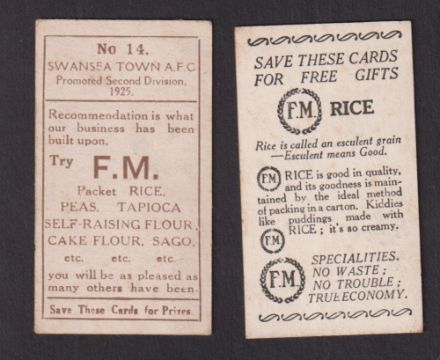 No 14.
SWANSEA TOWN A.F.C
Promoted Second Division,
1925.
Recommendation is what
our business has been
built upon.
Try F.M.
Packet RICE,
PEAS, TAPIOCA
SELF-RAISING FLOUR,
CAKE FLOUR, SAGO,
etc. etc. etc.
you will be as pleased as
many others have been.
Save These Cards for Prizes.
SAVE THESE CARDS
FOR FREE GIFTS
F.M. RICE
Rice is called an esculent grain
—Esculent means Good.
F.M RICE is good in quality,
and its goodness is main-
tained by the ideal method
of packing in a carton. Kiddies
like puddings made with
F.M RICE; it's so creamy.
F.M SPECIALITIES.
NO WASTE;
NO TROUBLE;
TRUE ECONOMY.